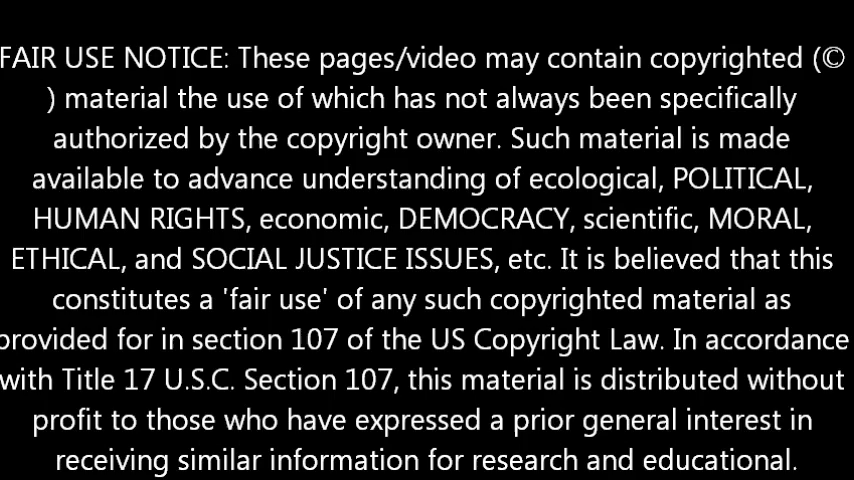 FAIR USE NOTICE: These pages/video may contain copyrighted (©
) material the use of which has not always been specifically
authorized by the copyright owner. Such material is made
available to advance understanding of ecological, POLITICAL,
HUMAN RIGHTS, economic, DEMOCRACY, scientific, MORAL,
ETHICAL, and SOCIAL JUSTICE ISSUES, etc. It is believed that this
constitutes a 'fair use' of any such copyrighted material as
provided for in section 107 of the US Copyright Law. In accordance
with Title 17 U.S.C. Section 107, this material is distributed without
profit to those who have expressed a prior general interest in
receiving similar information for research and educational.